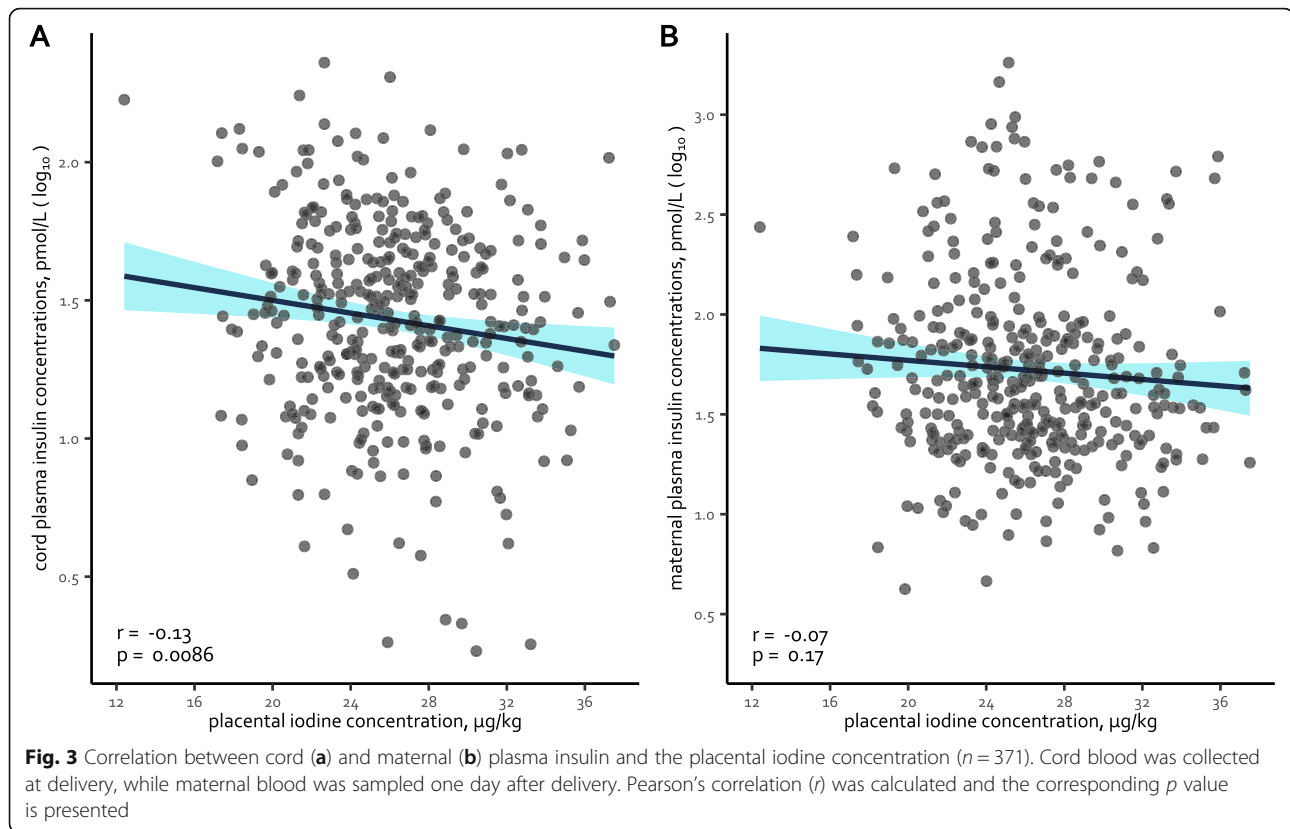 A
cord plasma insulin concentrations, pmol/L ( log₁₀ )
2.0
1.5
1.0
0.5
r = -0.13
p = 0.0086
12 16 20 24 28 32 36
placental iodine concentration, µg/kg
B
maternal plasma insulin concentrations, pmol/L ( log₁₀ )
3.0
2.5
2.0
1.5
1.0
0.5
r = -0.07
p = 0.17
12 16 20 24 28 32 36
placental iodine concentration, µg/kg
Fig. 3 Correlation between cord (a) and maternal (b) plasma insulin and the placental iodine concentration (n = 371). Cord blood was collected
at delivery, while maternal blood was sampled one day after delivery. Pearson's correlation (r) was calculated and the corresponding p value
is presented